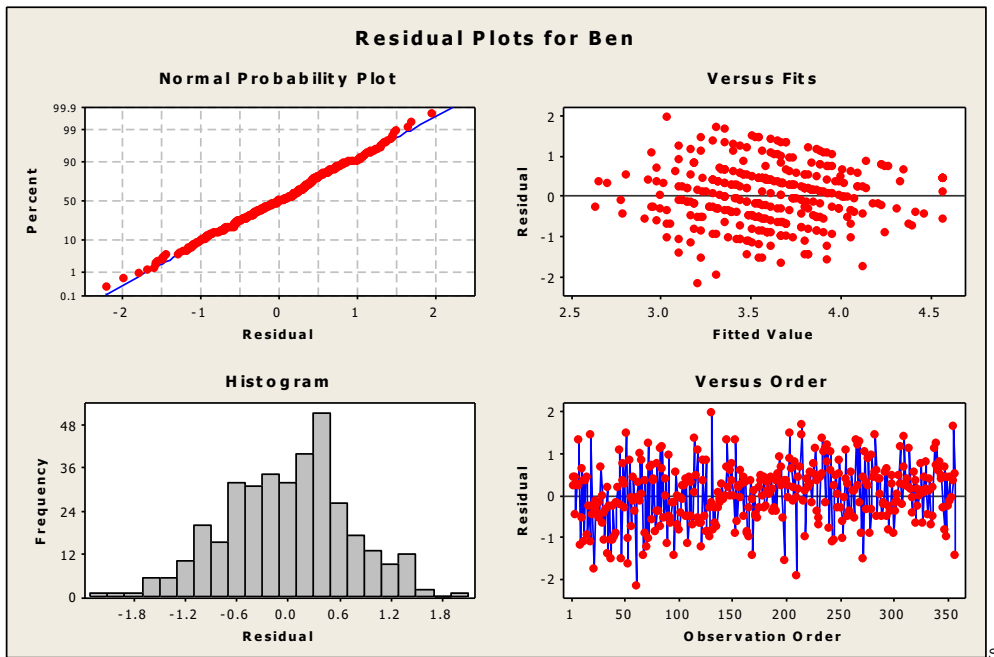 Residual Plots for Ben
Normal Probability Plot
Percent
99.9
99
90
50
10
1
0.1
-2 -1 0 1 2
Residual
Versus Fits
Residual
2
1
0
-1
-2
2.5 3.0 3.5 4.0 4.5
Fitted Value
Histogram
Frequency
48
36
24
12
0
-1.8 -1.2 -0.6 0.0 0.6 1.2 1.8
Residual
Versus Order
Residual
2
1
0
-1
-2
1 50 100 150 200 250 300 350
Observation Order
s